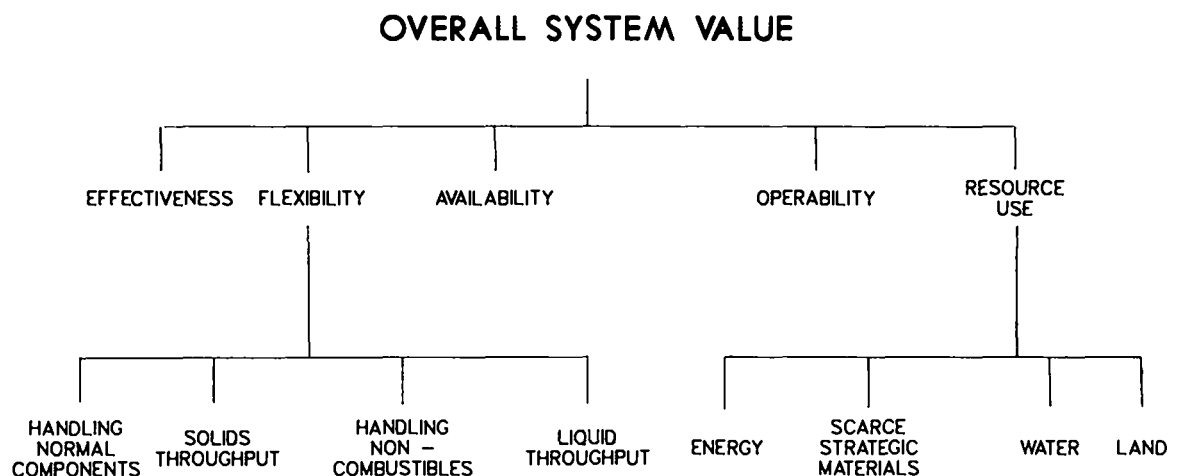 OVERALL SYSTEM VALUE
EFFECTIVENESS
FLEXIBILITY
AVAILABILITY
OPERABILITY
RESOURCE
USE
HANDLING
NORMAL
COMPONENTS
SOLIDS
THROUGHPUT
HANDLING
NON –
COMBUSTIBLES
LIQUID
THROUGHPUT
ENERGY
SCARCE
STRATEGIC
MATERIALS
WATER
LAND